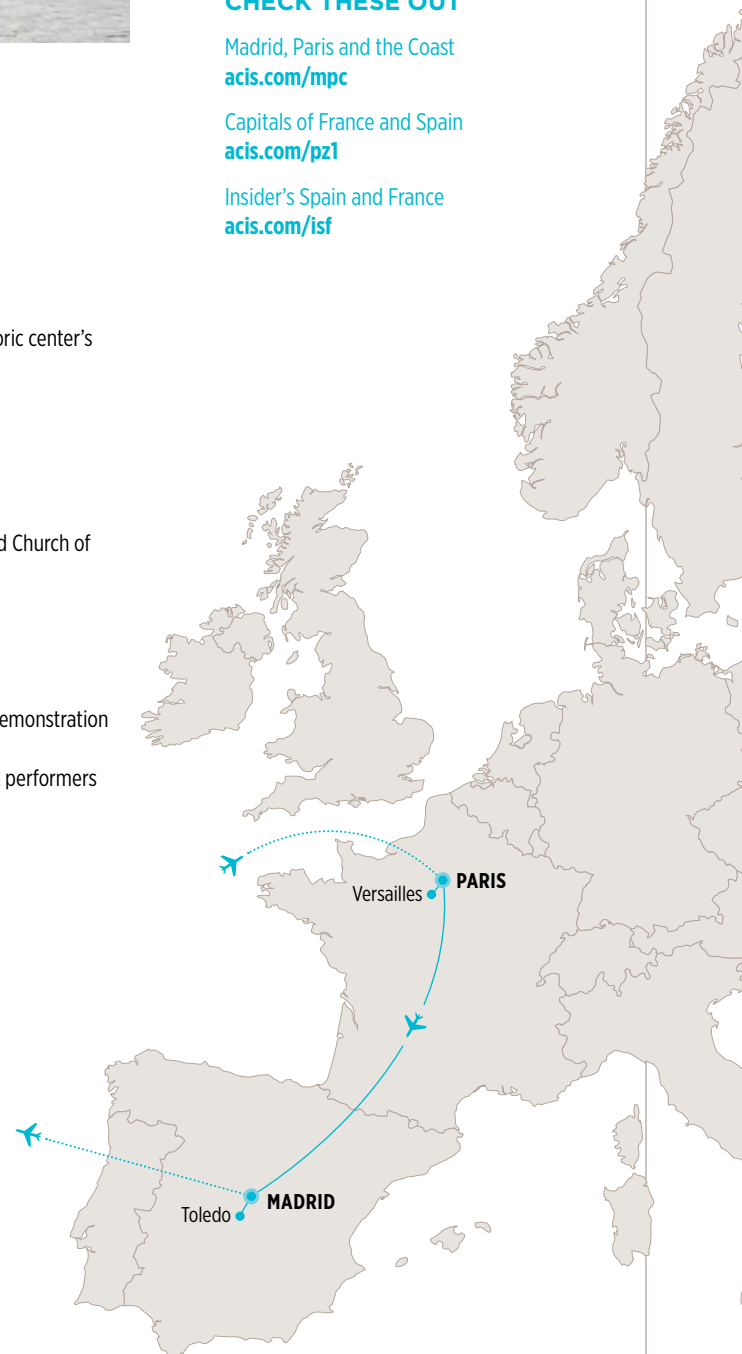 CHECK THESE OUT
Madrid, Paris and the Coast
acis.com/mpc
Capitals of France and Spain
acis.com/pz1
Insider’s Spain and France
acis.com/isf
oric center’s
d Church of
emonstration
performers
PARIS
Versailles
MADRID
Toledo